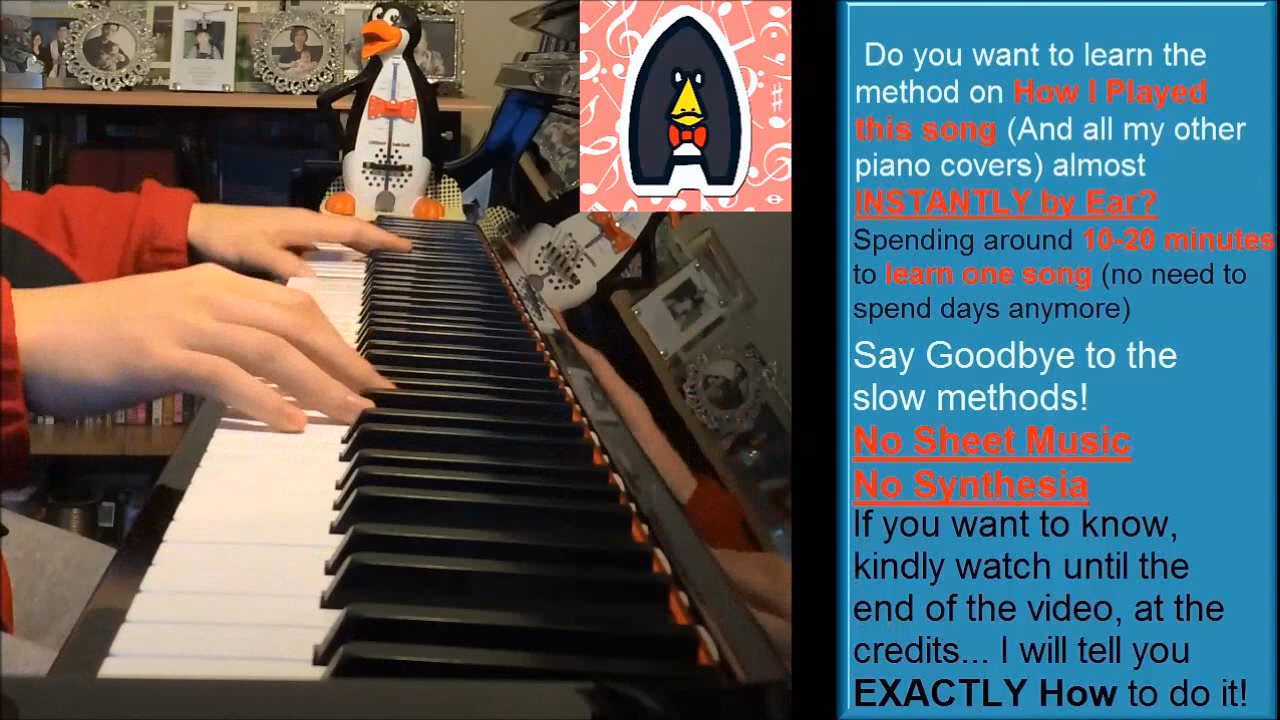 Do you want to learn the
method on How I Played
this song (And all my other
piano covers) almost
INSTANTLY by Ear?
Spending around 10-20 minutes
to learn one song (no need to
spend days anymore)
Say Goodbye to the
slow methods!
No Sheet Music
No Synthesia
If you want to know,
kindly watch until the
end of the video, at the
credits... I will tell you
EXACTLY How to do it!